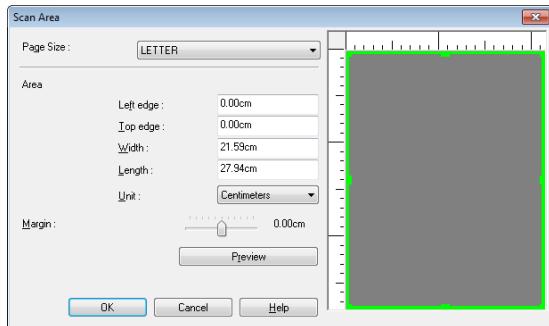 Scan Area
Page Size : LETTER
Area
Left edge : 0.00cm
Top edge : 0.00cm
Width : 21.59cm
Length : 27.94cm
Unit : Centimeters
Margin : 0.00cm
Preview
OK Cancel Help